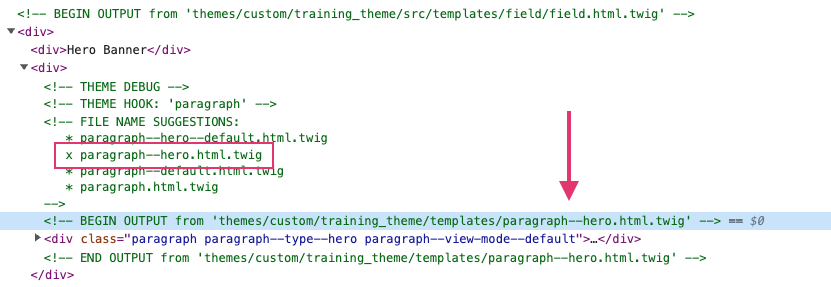 <!-- BEGIN OUTPUT from 'themes/custom/training_theme/src/templates/field/field.html.twig' -->
▼<div>
<div>Hero Banner</div>
▼<div>
<!-- THEME DEBUG -->
<!-- THEME HOOK: 'paragraph' -->
<!-- FILE NAME SUGGESTIONS:
* paragraph--hero--default.html.twig
x paragraph--hero.html.twig
* paragraph--default.html.twig
* paragraph.html.twig
-->
<!-- BEGIN OUTPUT from 'themes/custom/training_theme/templates/paragraph--hero.html.twig' --> == $0
▶<div class="paragraph paragraph--type--hero paragraph--view-mode--default">…</div>
<!-- END OUTPUT from 'themes/custom/training_theme/templates/paragraph--hero.html.twig' -->
</div>